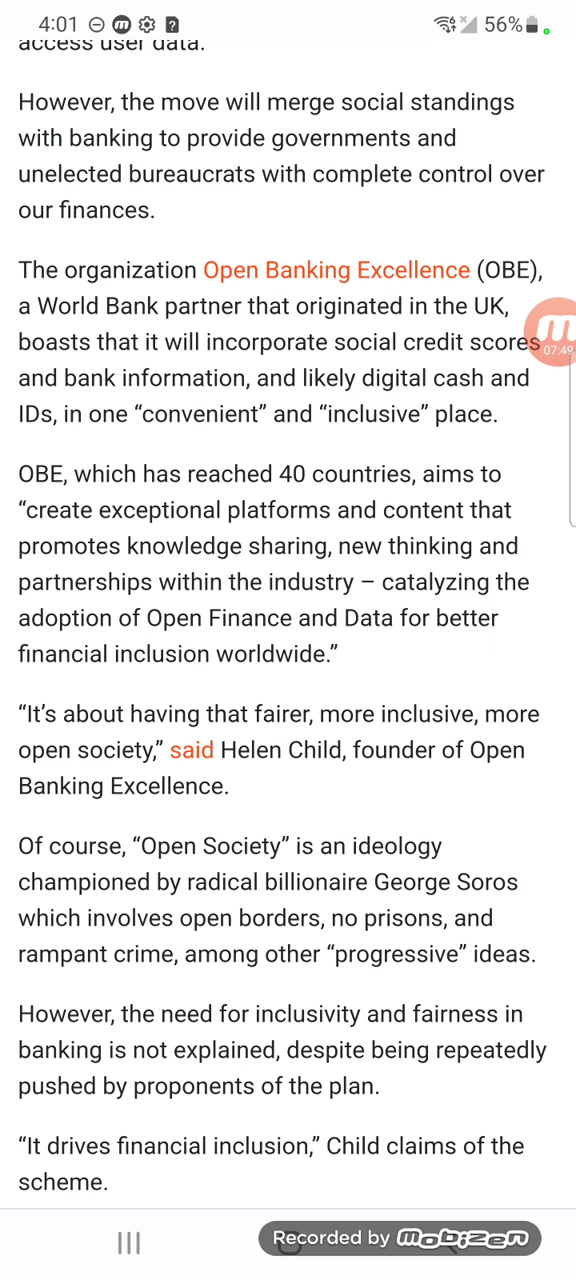 4:01
56%
access user data.
However, the move will merge social standings
with banking to provide governments and
unelected bureaucrats with complete control over
our finances.
The organization Open Banking Excellence (OBE),
a World Bank partner that originated in the UK,
boasts that it will incorporate social credit scores
07:49
and bank information, and likely digital cash and
IDs, in one “convenient” and “inclusive” place.
OBE, which has reached 40 countries, aims to
“create exceptional platforms and content that
promotes knowledge sharing, new thinking and
partnerships within the industry – catalyzing the
adoption of Open Finance and Data for better
financial inclusion worldwide.”
“It’s about having that fairer, more inclusive, more
open society,” said Helen Child, founder of Open
Banking Excellence.
Of course, “Open Society” is an ideology
championed by radical billionaire George Soros
which involves open borders, no prisons, and
rampant crime, among other “progressive” ideas.
However, the need for inclusivity and fairness in
banking is not explained, despite being repeatedly
pushed by proponents of the plan.
“It drives financial inclusion,” Child claims of the
scheme.
Recorded by mobizen